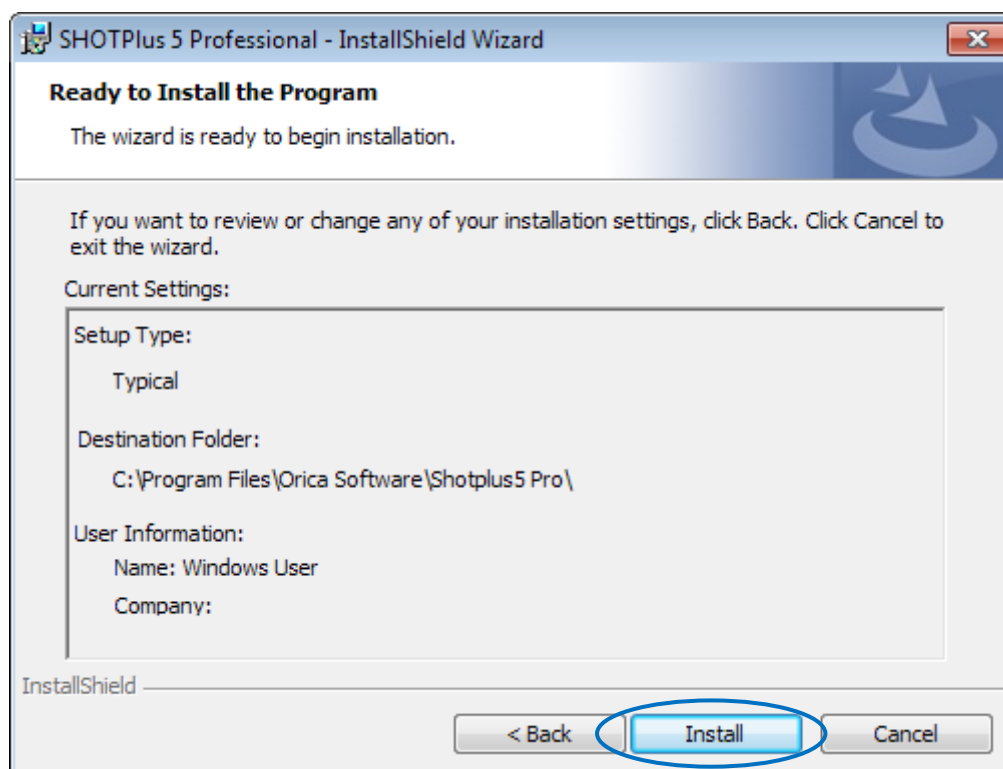 SHOTPlus 5 Professional - InstallShield Wizard
Ready to Install the Program
The wizard is ready to begin installation.
If you want to review or change any of your installation settings, click Back. Click Cancel to
exit the wizard.
Current Settings:
Setup Type:
Typical
Destination Folder:
C:\Program Files\Orica Software\Shotplus5 Pro\
User Information:
Name: Windows User
Company:
InstallShield
< Back
Install
Cancel